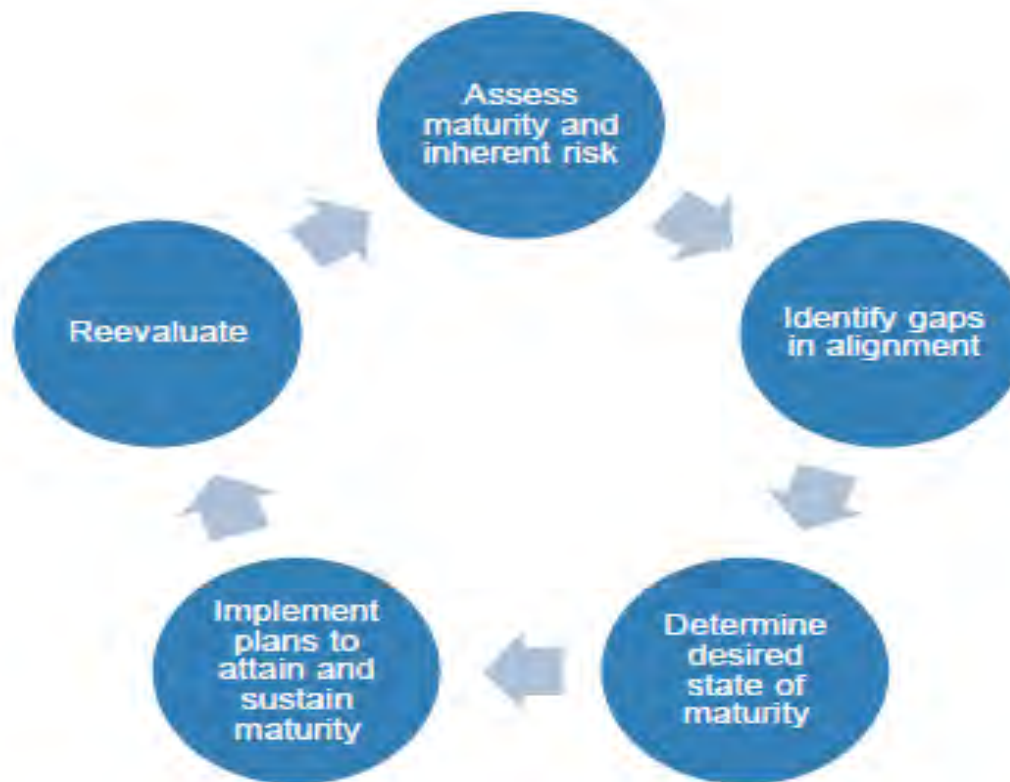 Assess
maturity and
inherent risk
Identify gaps
in alignment
Determine
desired
state of
maturity
Implement
plans to
attain and
sustain
maturity
Reevaluate